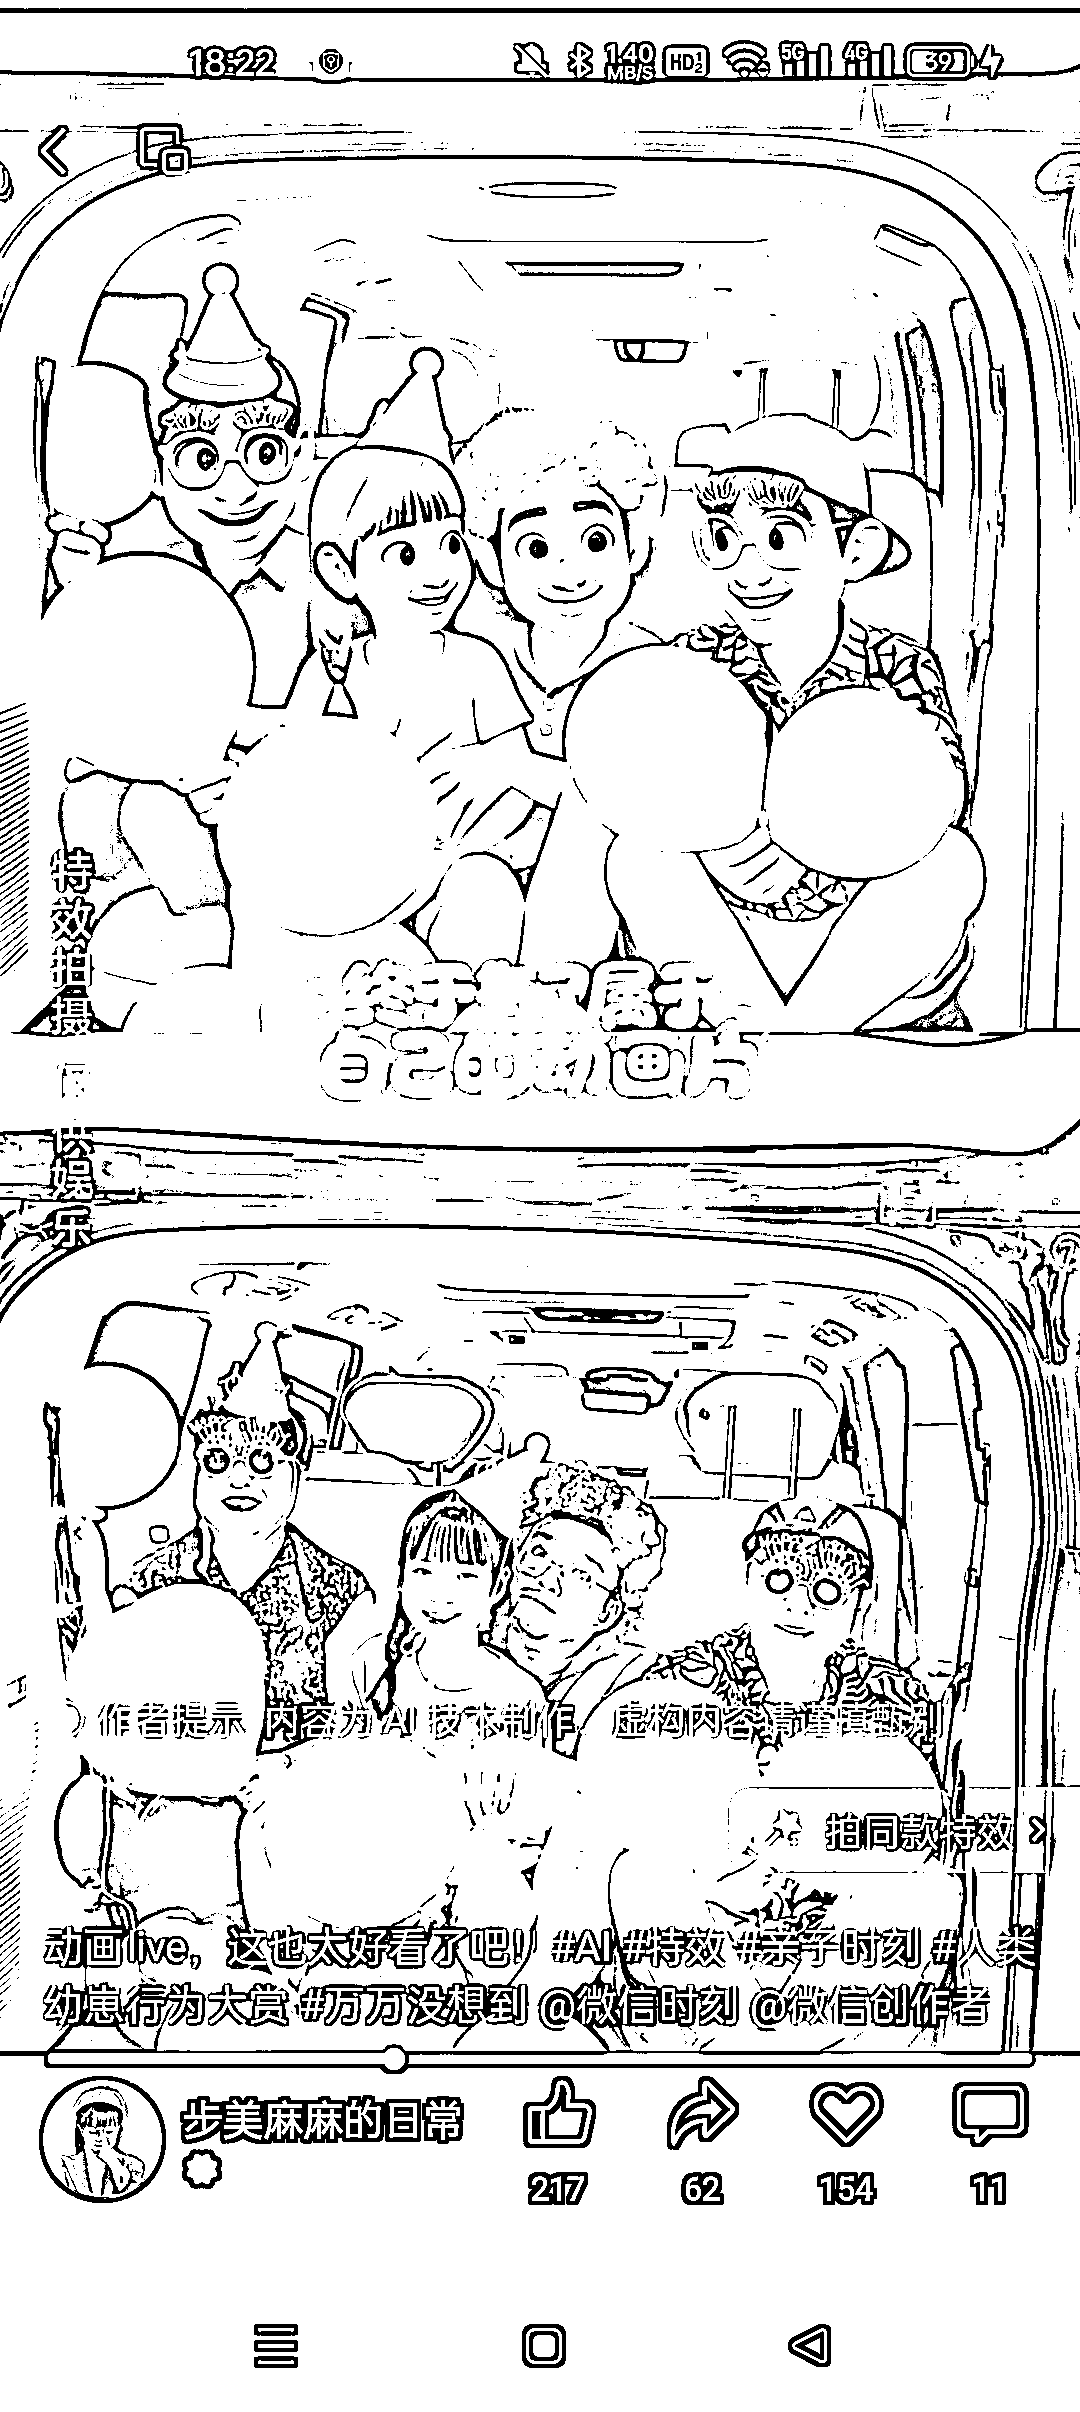 18:22
140 MB/S HD 5G 4G 39
特效拍摄 仅供娱乐
终于有了属于
自己的动画片
作者提示 内容为AI技术制作，虚构内容请谨慎甄别
拍同款特效
动画live，这也太好看了吧！ #AI #特效 #亲子时刻 #人类
幼崽行为大赏 #万万没想到 @微信时刻 @微信创作者
步美麻麻的日常
217 62 154 11